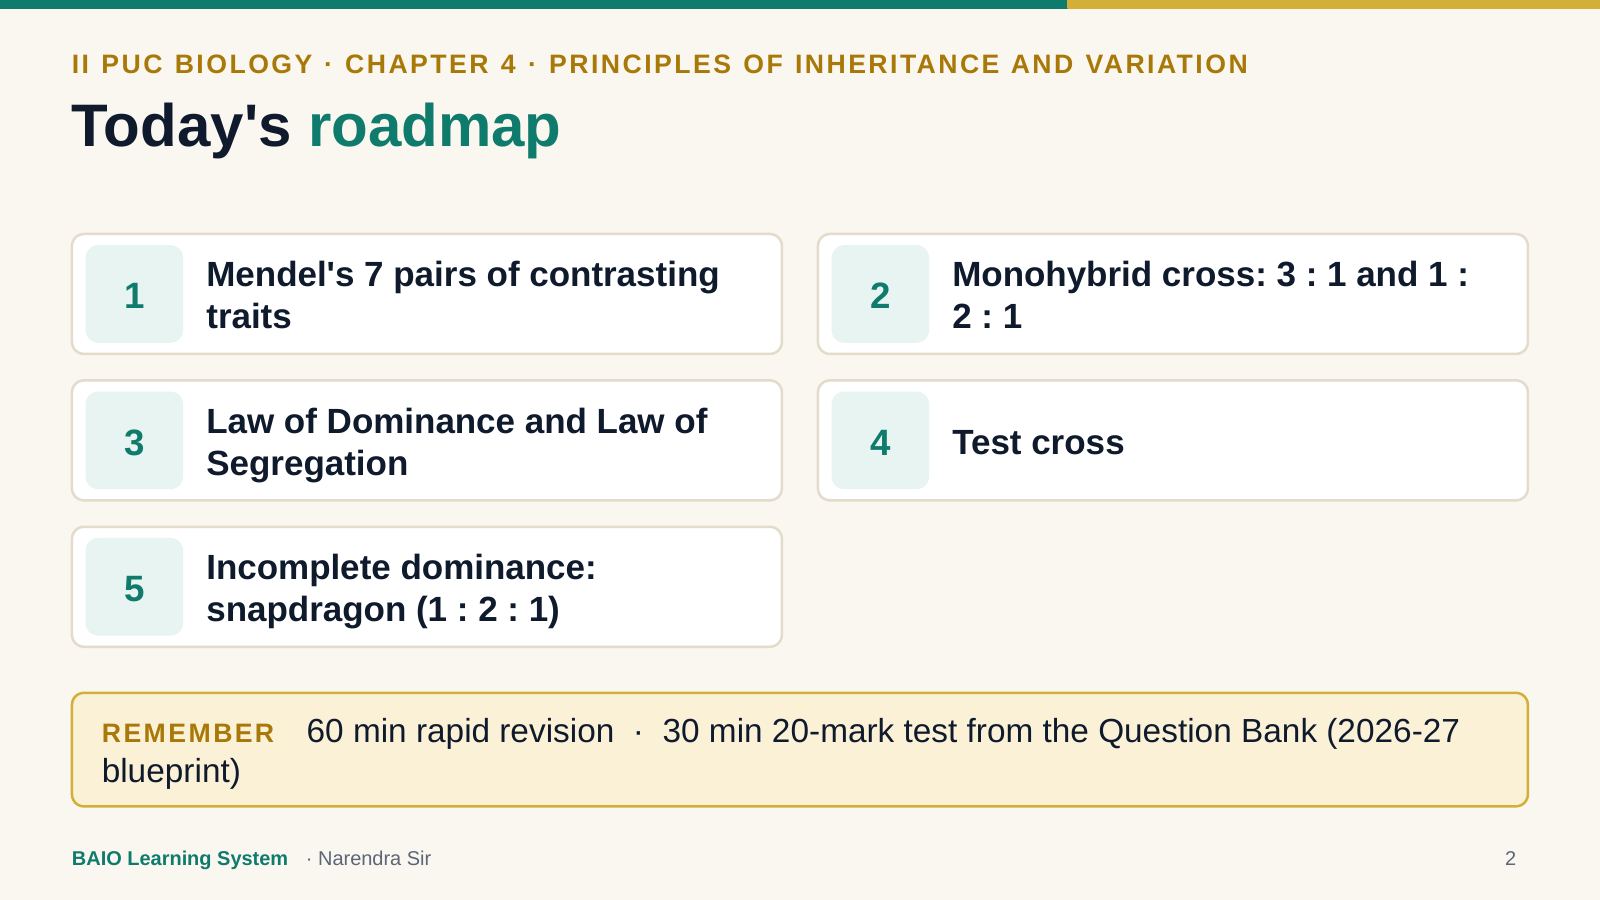 II PUC BIOLOGY · CHAPTER 4 · PRINCIPLES OF INHERITANCE AND VARIATION
Today's roadmap
1
Mendel's 7 pairs of contrasting
traits
2
Monohybrid cross: 3 : 1 and 1 :
2 : 1
3
Law of Dominance and Law of
Segregation
4
Test cross
5
Incomplete dominance:
snapdragon (1 : 2 : 1)
REMEMBER 60 min rapid revision · 30 min 20-mark test from the Question Bank (2026-27
blueprint)
BAIO Learning System · Narendra Sir
2